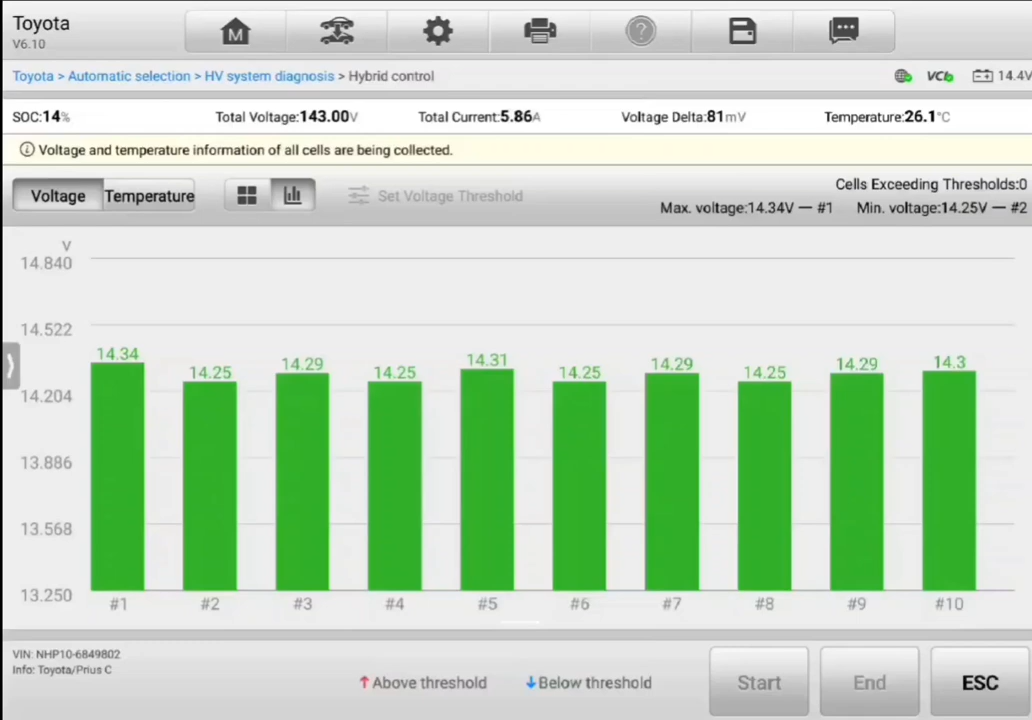 Toyota
V6.10
M
?
Toyota > Automatic selection > HV system diagnosis > Hybrid control
VCI
14.4V
SOC:14% Total Voltage:143.00V Total Current:5.86A Voltage Delta:81mV Temperature:26.1°C
Voltage and temperature information of all cells are being collected.
Voltage Temperature Set Voltage Threshold
Cells Exceeding Thresholds:0
Max. voltage:14.34V — #1 Min. voltage:14.25V — #2
V
14.840
14.522
14.204
13.886
13.568
13.250
14.34 14.25 14.29 14.25 14.31 14.25 14.29 14.25 14.29 14.3
#1 #2 #3 #4 #5 #6 #7 #8 #9 #10
VIN: NHP10-6849802
Info: Toyota/Prius C
Above threshold Below threshold
Start End ESC